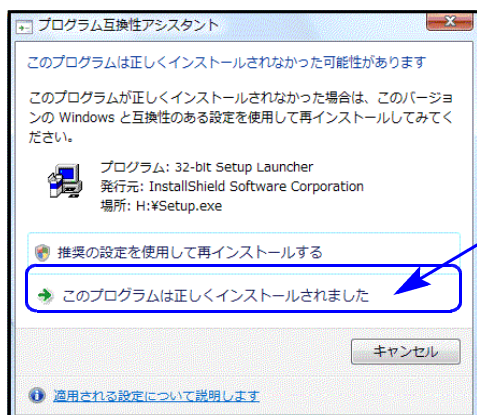 プログラム互換性アシスタント
このプログラムは正しくインストールされなかった可能性があります
このプログラムが正しくインストールされなかった場合は、このバージョ
ンの Windows と互換性のある設定を使用して再インストールしてみてく
ださい。
プログラム: 32-bit Setup Launcher
発行元: InstallShield Software Corporation
場所: H:¥Setup.exe
推奨の設定を使用して再インストールする
このプログラムは正しくインストールされました
キャンセル
適用される設定について説明します